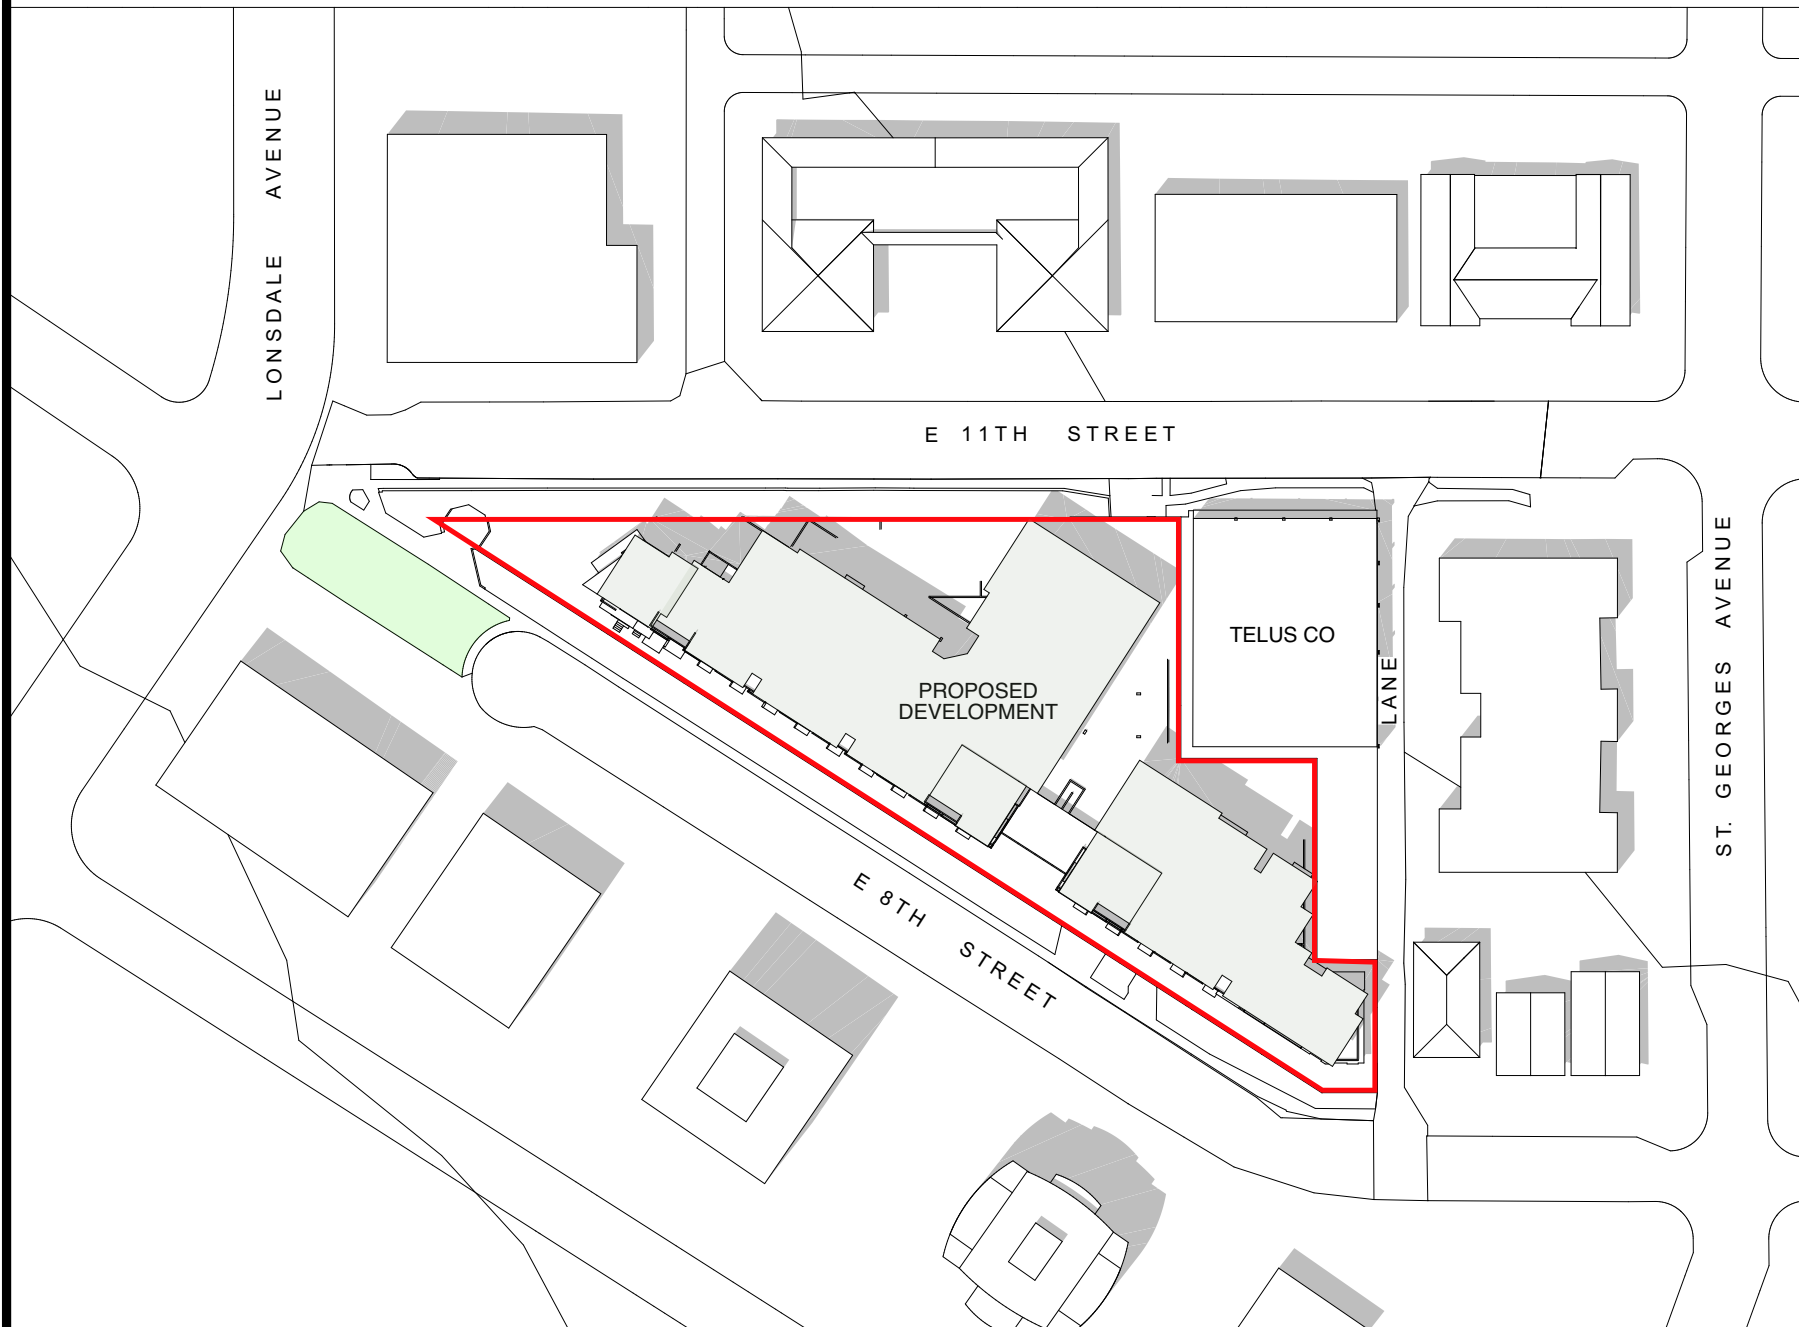 LONSDALE AVENUE
E 11TH STREET
TELUS CO
LANE
ST. GEORGES AVENUE
PROPOSED
DEVELOPMENT
E 8TH STREET